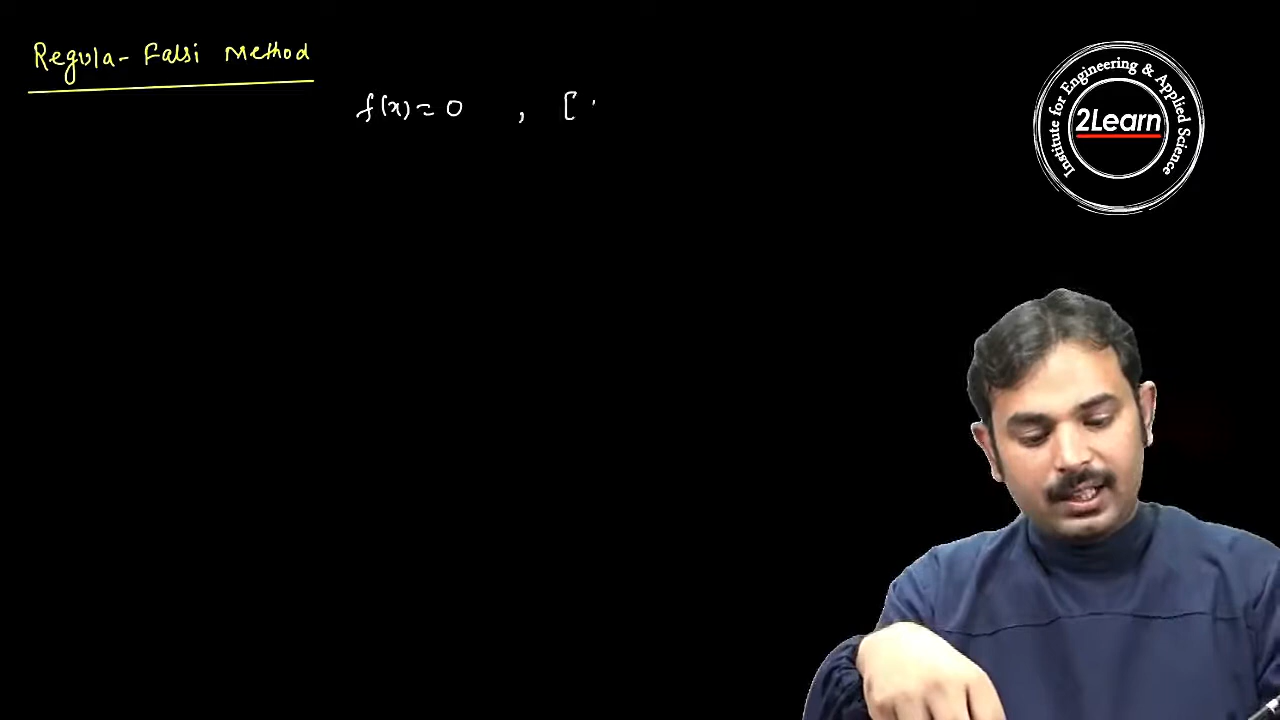 Regula-Falsi Method
f(x) = 0 , [
Institute for Engineering & Applied Science
2Learn